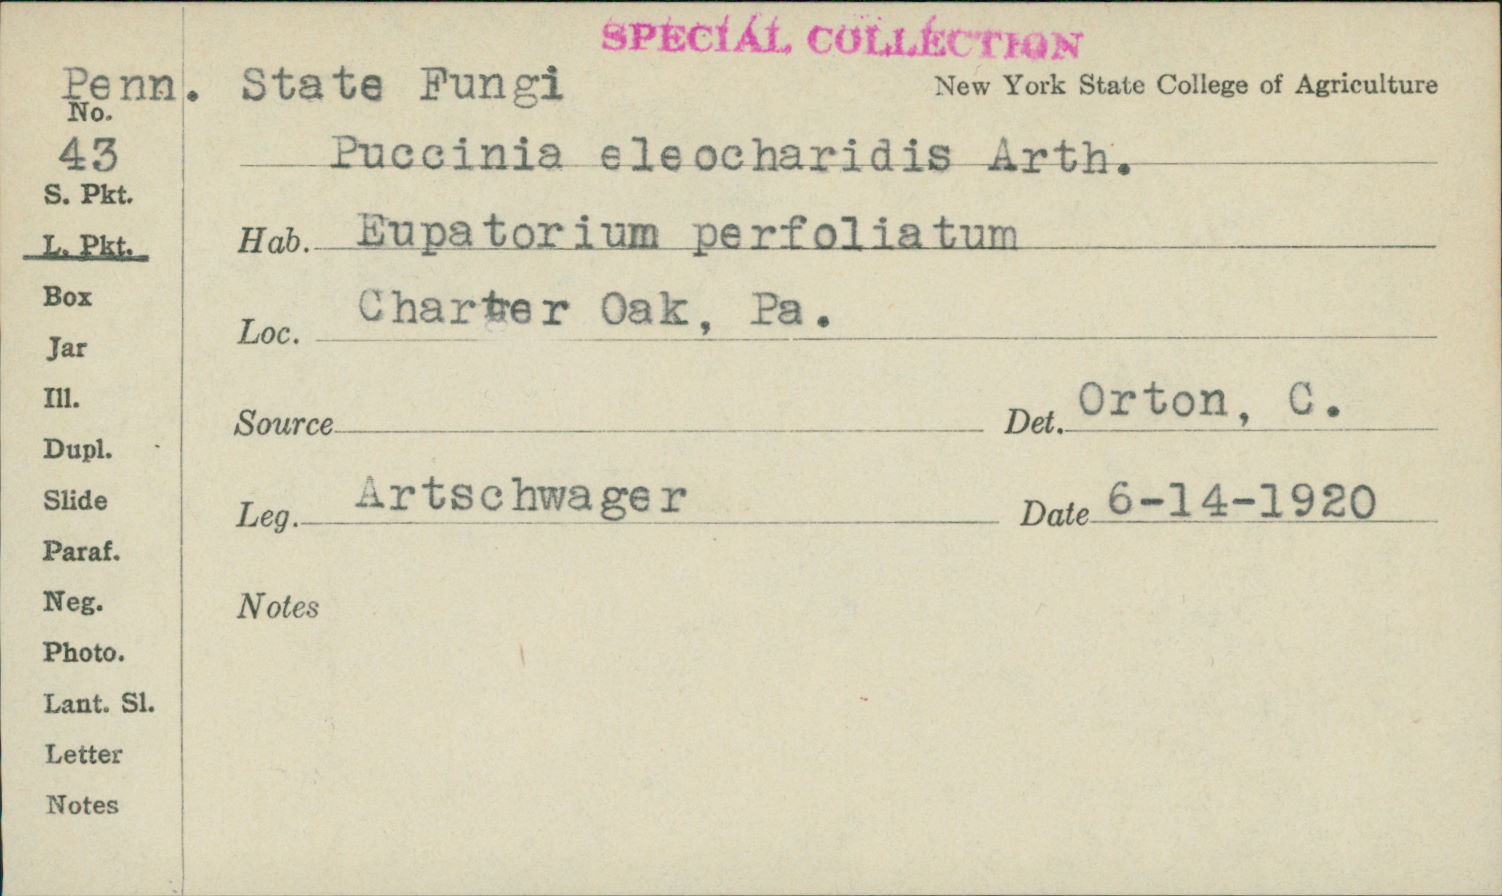 SPECIAL COLLECTION
Penn. State Fungi
New York State College of Agriculture
No.
43
Puccinia eleocharidis Arth.
S. Pkt.
L. Pkt.
Hab. Eupatorium perfoliatum
Box
Loc. Charter Oak, Pa.
Jar
Ill.
Source
Det. Orton, C.
Dupl.
Slide
Leg. Artschwager
Date 6-14-1920
Paraf.
Neg.
Notes
Photo.
Lant. Sl.
Letter
Notes